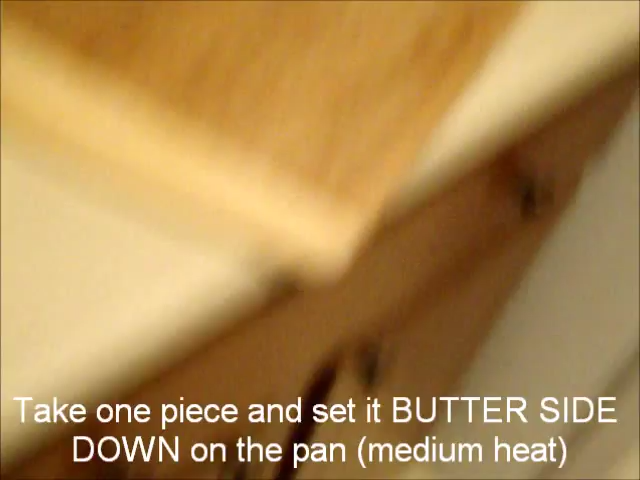 Take one piece and set it BUTTER SIDE
DOWN on the pan (medium heat)